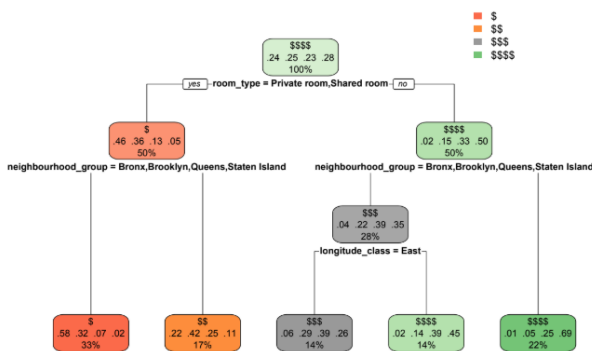 $
$$
$$$
$$$$
$$$$
.24 .25 .23 .28
100%
yes room_type = Private room,Shared room no
$
.46 .36 .13 .05
50%
neighbourhood_group = Bronx,Brooklyn,Queens,Staten Island
$$$$
.02 .15 .33 .50
50%
neighbourhood_group = Bronx,Brooklyn,Queens,Staten Island
$$$
.04 .22 .39 .35
28%
longitude_class = East
$
.58 .32 .07 .02
33%
$$
.22 .42 .25 .11
17%
$$$
.06 .29 .39 .26
14%
$$$$
.02 .14 .39 .45
14%
$$$$
.01 .05 .25 .69
22%